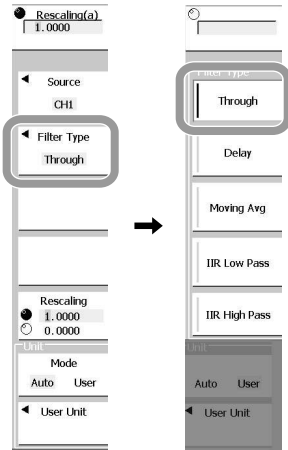 Rescaling(a)
1.0000
Source
CH1
Filter Type
Through
Rescaling
1.0000
0.0000
Unit
Mode
Auto User
User Unit
Filter Type
Through
Delay
Moving Avg
IIR Low Pass
IIR High Pass
Unit
Auto User
User Unit